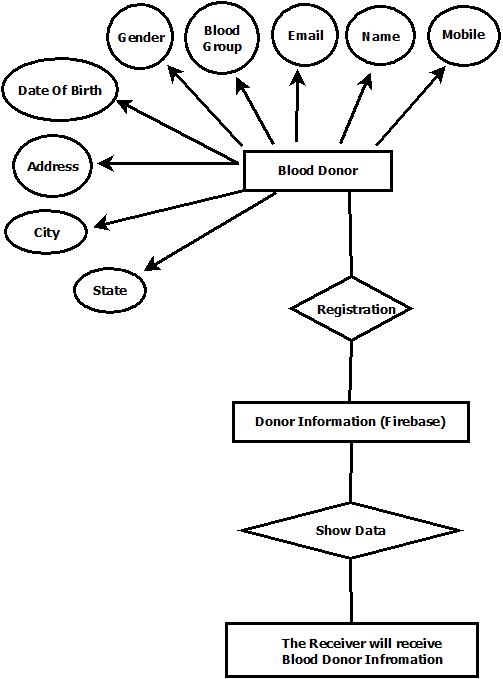 Gender
Blood
Group
Email
Name
Mobile
Date Of Birth
Address
City
State
Blood Donor
Registration
Donor Information (Firebase)
Show Data
The Receiver will receive
Blood Donor Infromation